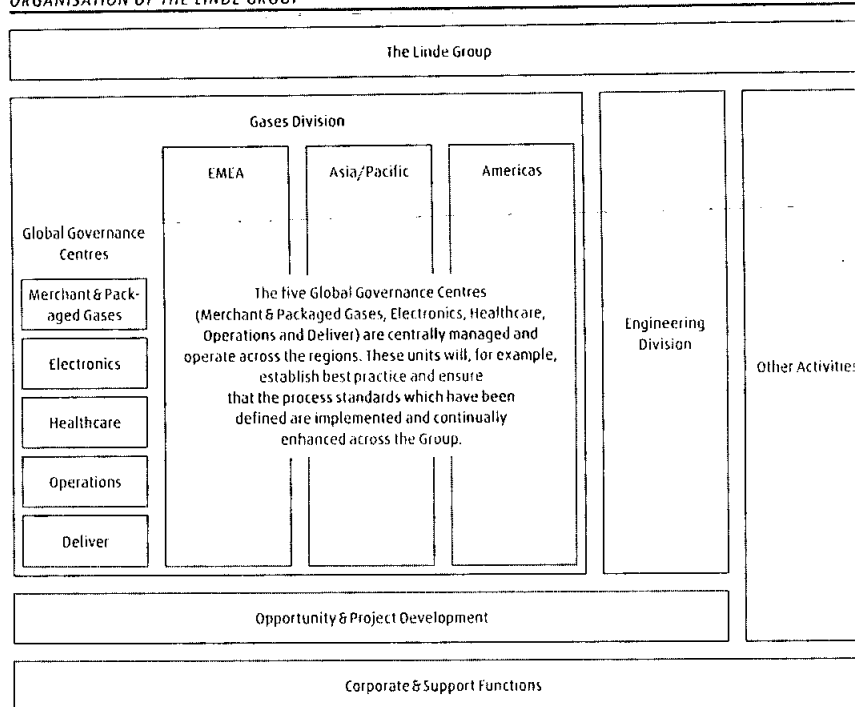 ORGANISATION OF THE LINDE GROUP
The Linde Group
Gases Division
EMEA
Asia/Pacific
Americas
Global Governance
Centres
Merchant & Pack-
aged Gases
Electronics
Healthcare
Operations
Deliver
The five Global Governance Centres
(Merchant & Packaged Gases, Electronics, Healthcare,
Operations and Deliver) are centrally managed and
operate across the regions. These units will, for example,
establish best practice and ensure
that the process standards which have been
defined are implemented and continually
enhanced across the Group.
Engineering
Division
Other Activities
Opportunity & Project Development
Corporate & Support Functions